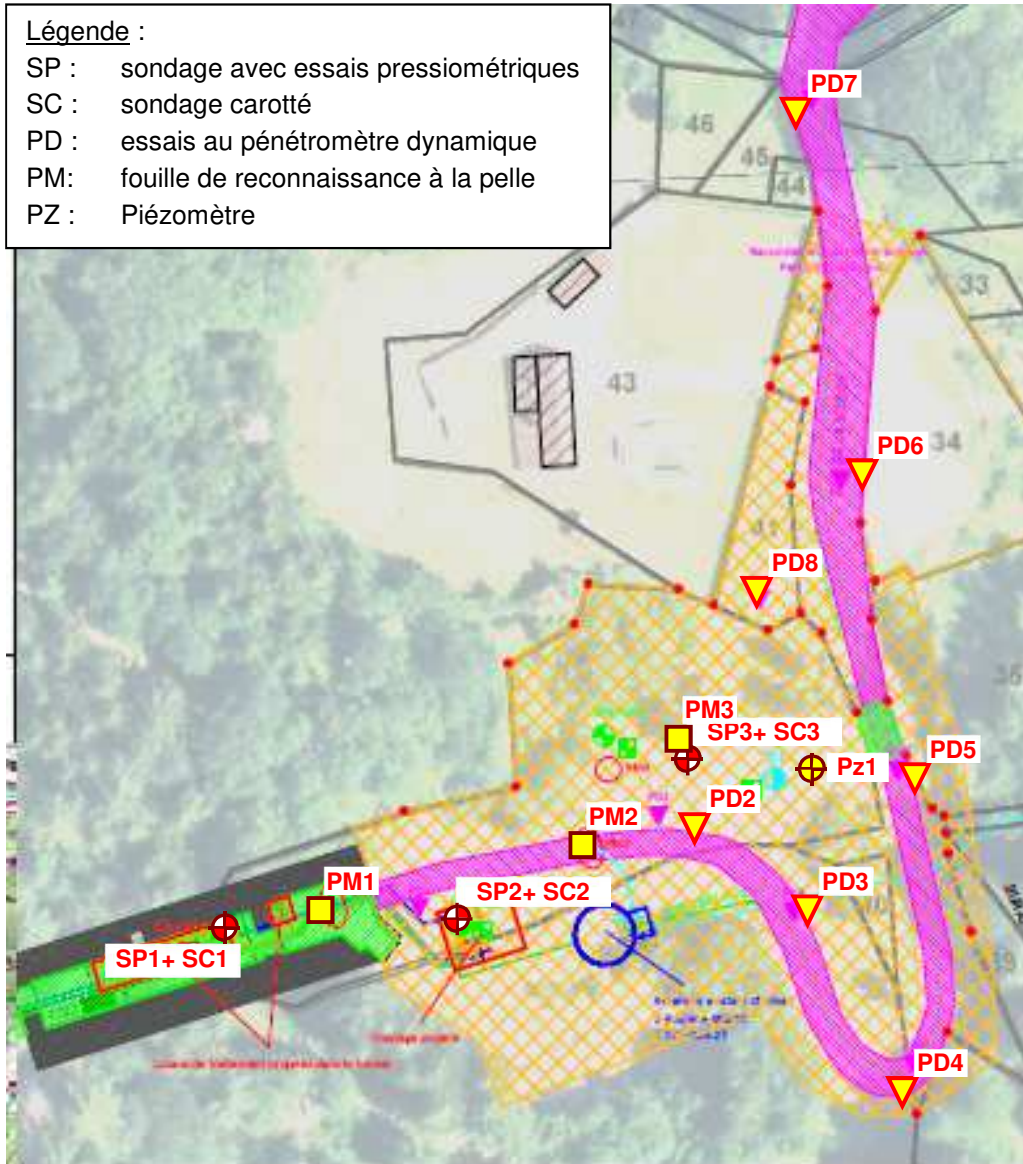 Légende :
SP : sondage avec essais pressiométriques
SC : sondage carotté
PD : essais au pénétromètre dynamique
PM: fouille de reconnaissance à la pelle
PZ : Piézomètre
PD7
46
45
44
33
43
PD6
34
PD8
PM3
SP3+ SC3
Pz1
PD5
PD2
PM2
PM1
SP2+ SC2
PD3
SP1+ SC1
PD4